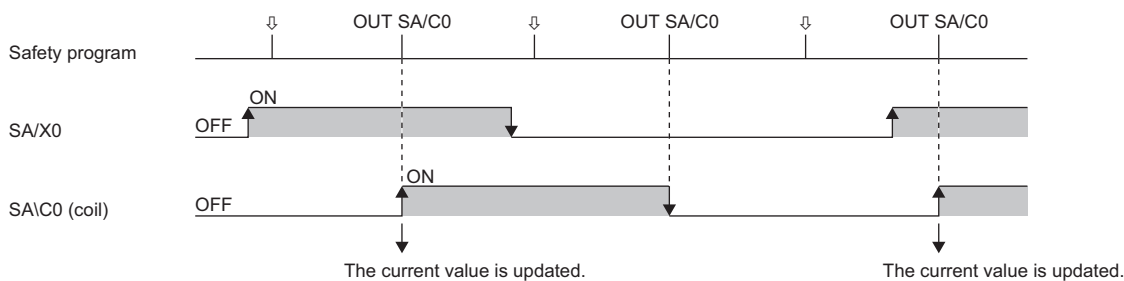 OUT SA/C0 OUT SA/C0 OUT SA/C0
Safety program
ON
SA/X0 OFF
ON
SA\C0 (coil) OFF
The current value is updated. The current value is updated.